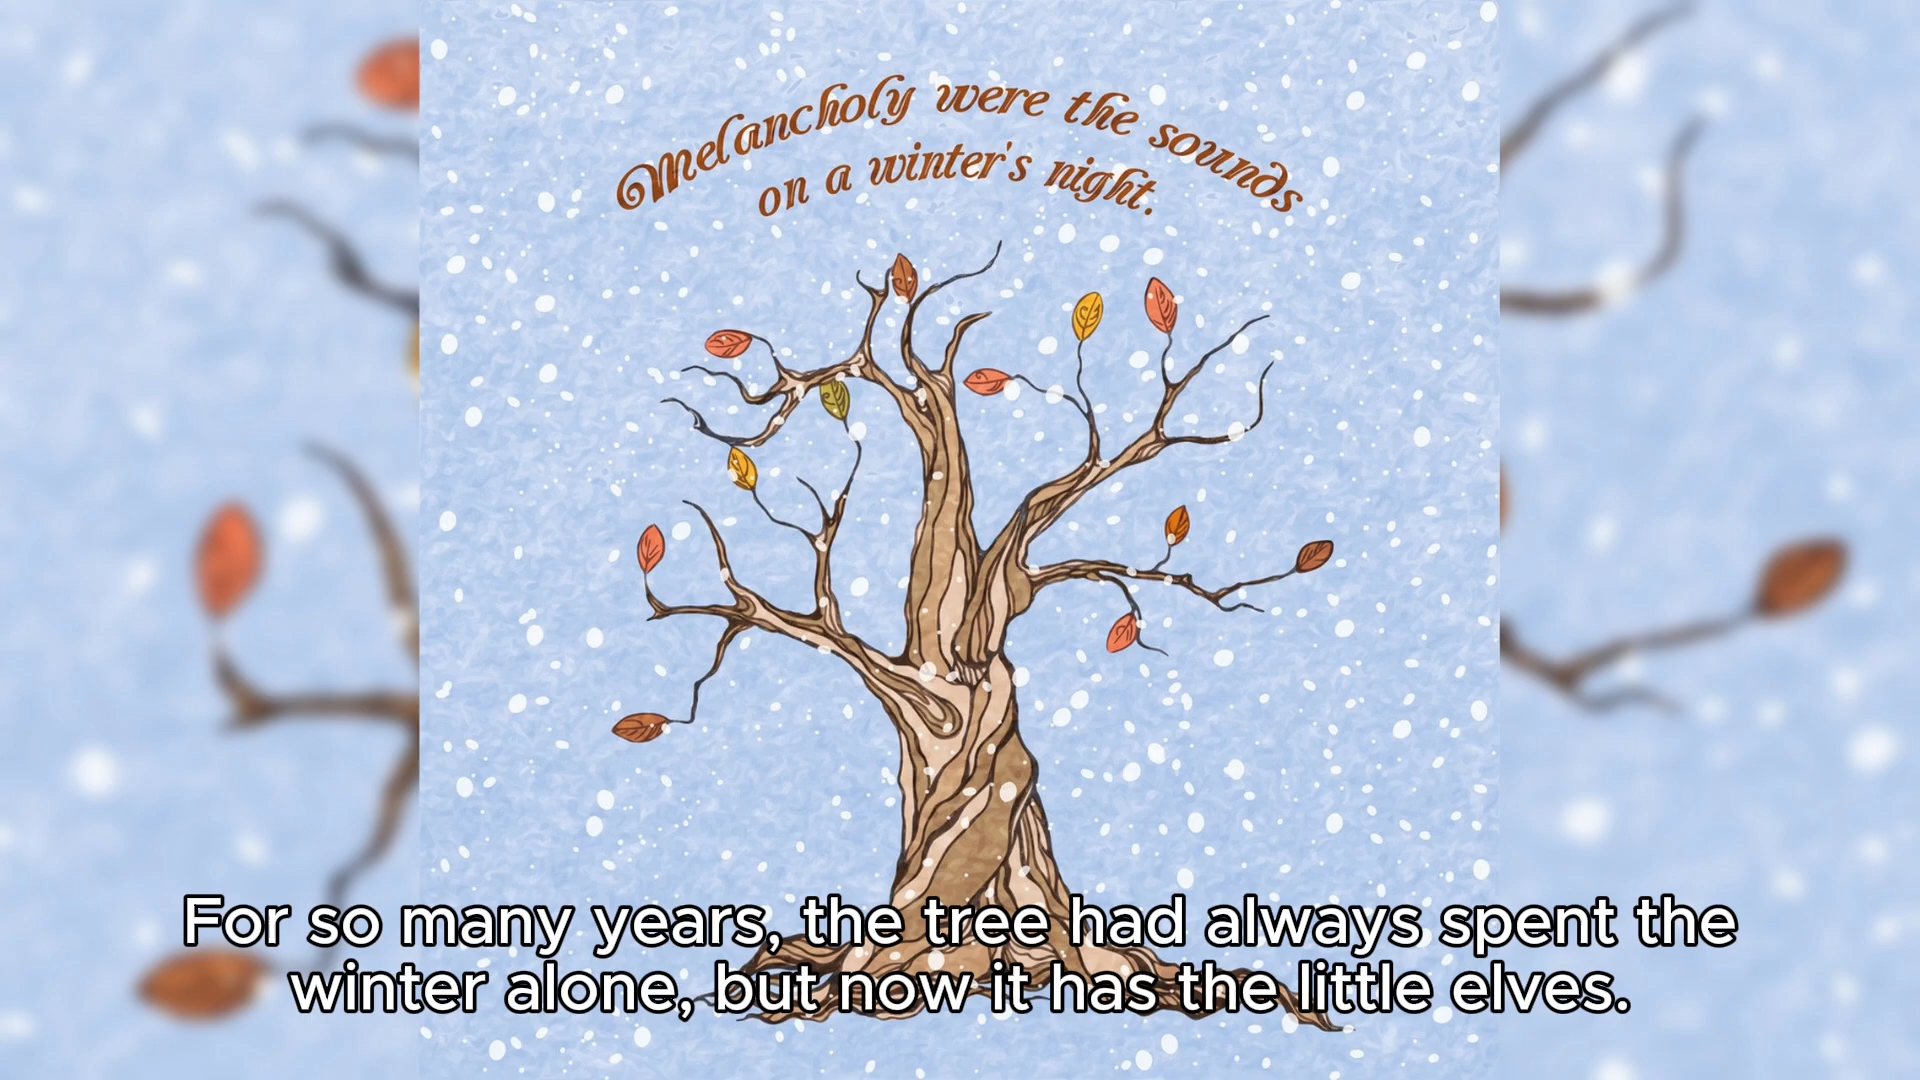 Melancholy were the sounds
on a winter's night.
For so many years, the tree had always spent the
winter alone, but now it has the little elves.